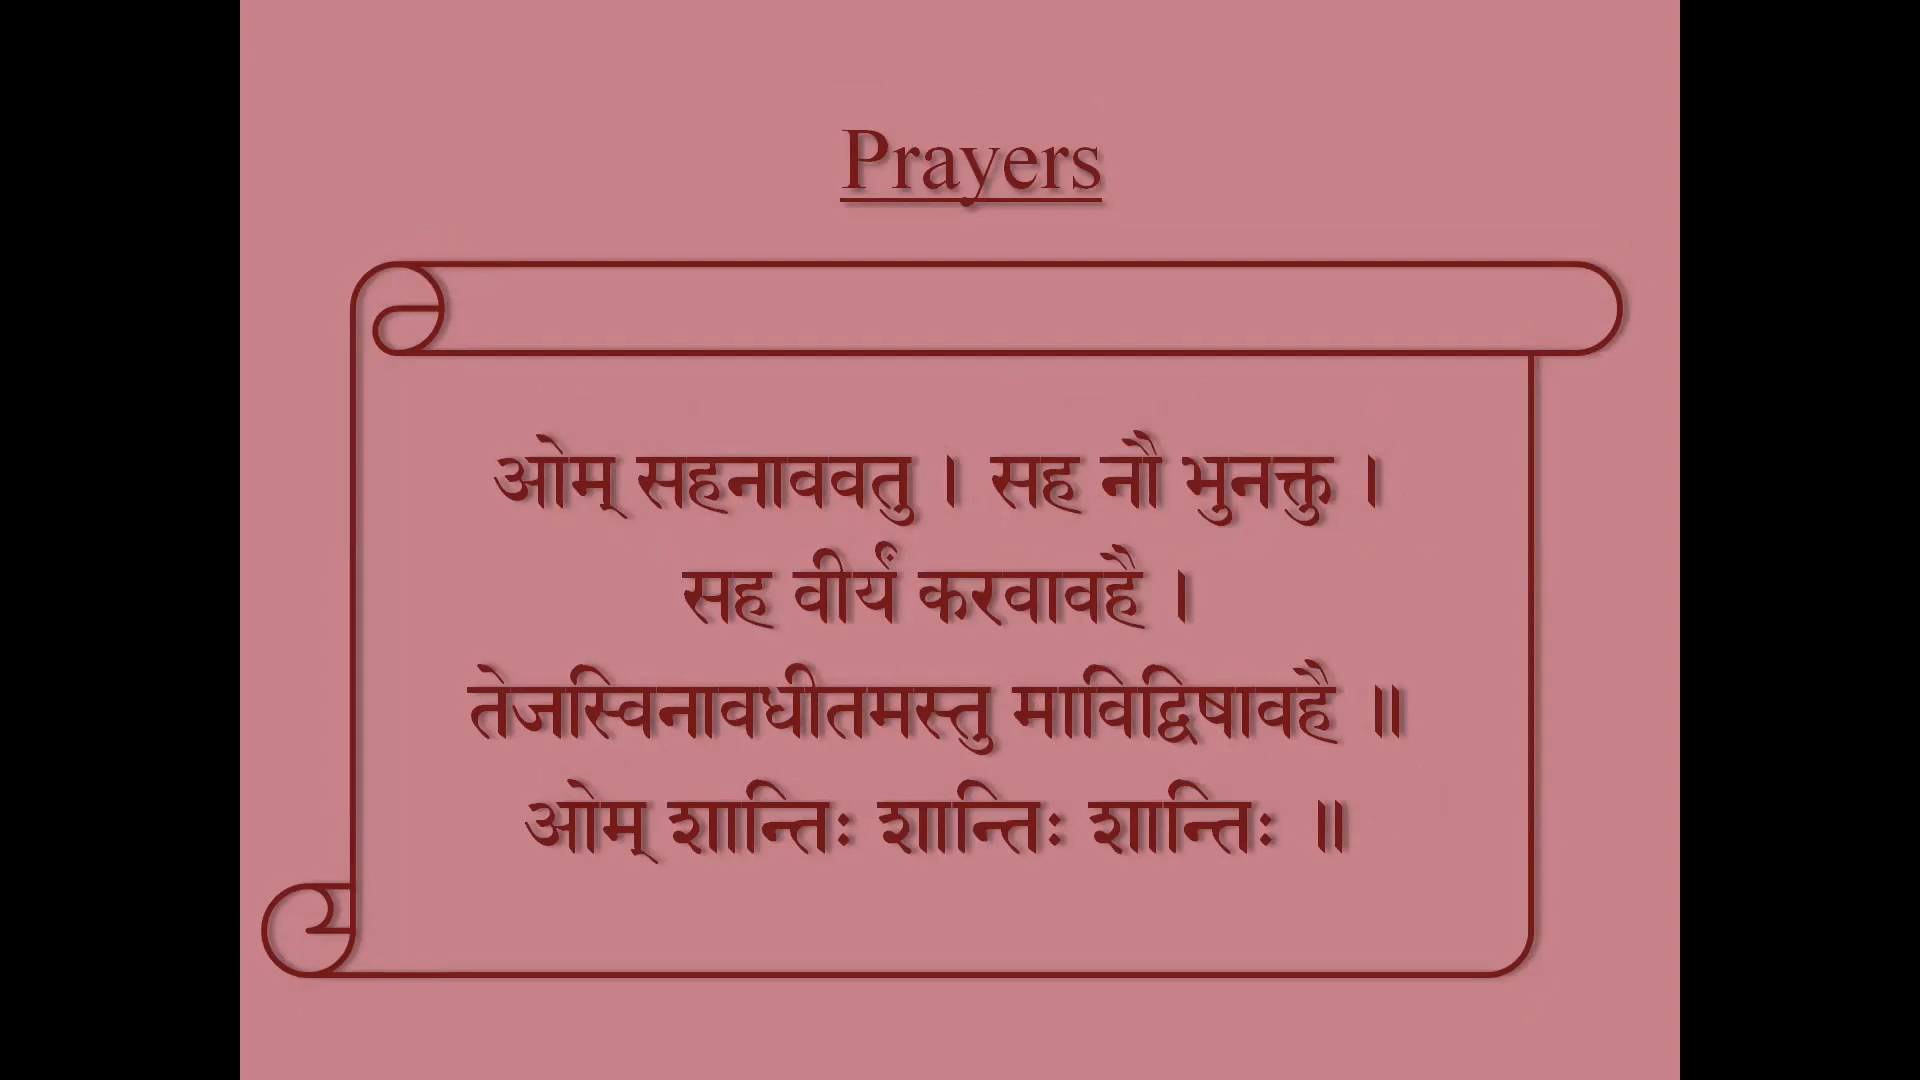 Prayers
ओम् सहनाववतु । सह नौ भुनक्तु ।
सह वीर्यं करवावहै ।
तेजस्विनावधीतमस्तु माविद्विषावहै ॥
ओम् शान्तिः शान्तिः शान्तिः ॥